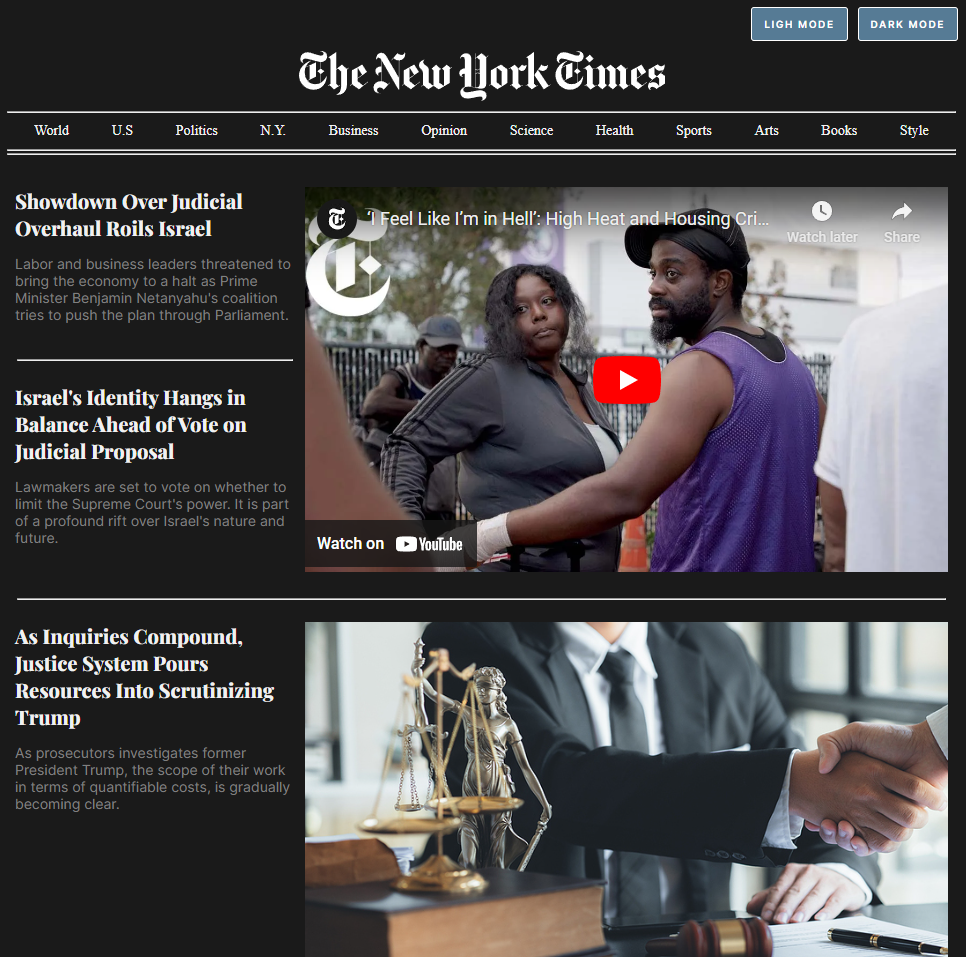 LIGH MODE
DARK MODE
The New York Times
World U.S Politics N.Y. Business Opinion Science Health Sports Arts Books Style
Showdown Over Judicial
Overhaul Roils Israel
Labor and business leaders threatened to
bring the economy to a halt as Prime
Minister Benjamin Netanyahu's coalition
tries to push the plan through Parliament.
Israel's Identity Hangs in
Balance Ahead of Vote on
Judicial Proposal
Lawmakers are set to vote on whether to
limit the Supreme Court's power. It is part
of a profound rift over Israel's nature and
future.
T
‘I Feel Like I’m in Hell’: High Heat and Housing Cri...
Watch later
Share
T
Watch on YouTube
As Inquiries Compound,
Justice System Pours
Resources Into Scrutinizing
Trump
As prosecutors investigates former
President Trump, the scope of their work
in terms of quantifiable costs, is gradually
becoming clear.